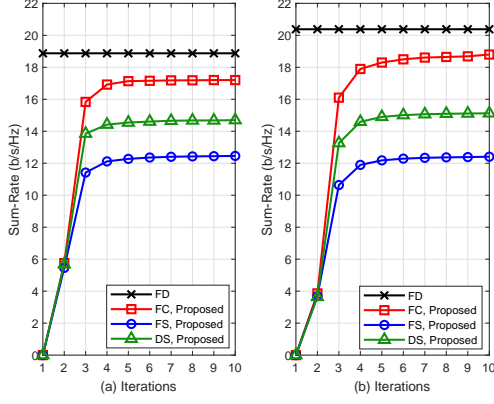 22
20
18
16
14
12
10
8
6
4
2
0
Sum-Rate (b/s/Hz)
FD
FC, Proposed
FS, Proposed
DS, Proposed
1 2 3 4 5 6 7 8 9 10
(a) Iterations
22
20
18
16
14
12
10
8
6
4
2
0
Sum-Rate (b/s/Hz)
FD
FC, Proposed
FS, Proposed
DS, Proposed
1 2 3 4 5 6 7 8 9 10
(b) Iterations